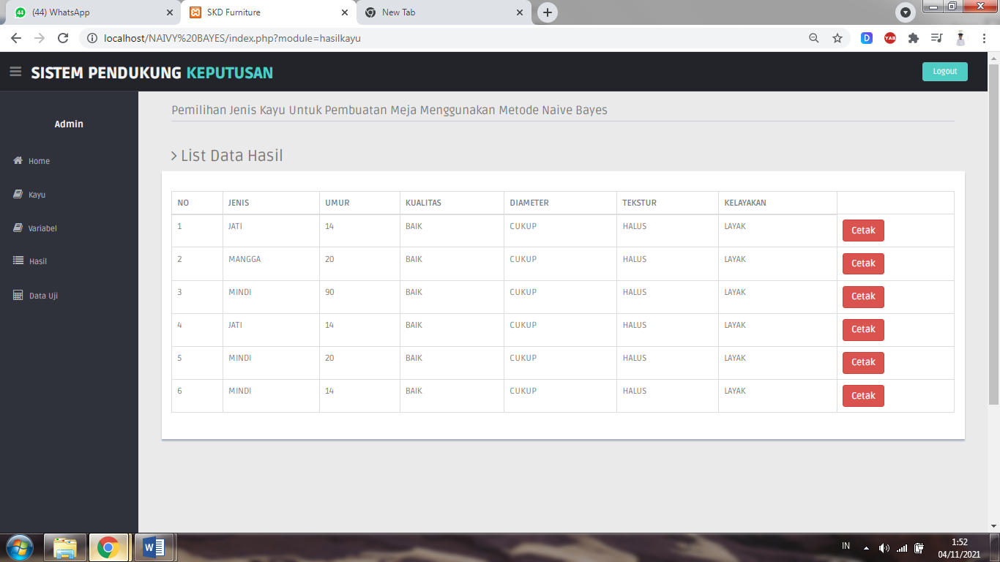 44 (44) WhatsApp SKD Furniture New Tab
localhost/NAIVY%20BAYES/index.php?module=hasilkayu D YAB
SISTEM PENDUKUNG KEPUTUSAN Logout
Admin
Home
Kayu
Variabel
Hasil
Data Uji
Pemilihan Jenis Kayu Untuk Pembuatan Meja Menggunakan Metode Naive Bayes
> List Data Hasil
NO JENIS UMUR KUALITAS DIAMETER TEKSTUR KELAYAKAN
1 JATI 14 BAIK CUKUP HALUS LAYAK Cetak
2 MANGGA 20 BAIK CUKUP HALUS LAYAK Cetak
3 MINDI 90 BAIK CUKUP HALUS LAYAK Cetak
4 JATI 14 BAIK CUKUP HALUS LAYAK Cetak
5 MINDI 20 BAIK CUKUP HALUS LAYAK Cetak
6 MINDI 14 BAIK CUKUP HALUS LAYAK Cetak
W IN 1:52
04/11/2021